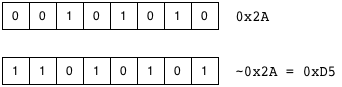 0 0 1 0 1 0 1 0 0x2A
1 1 0 1 0 1 0 1 ~0x2A = 0xD5